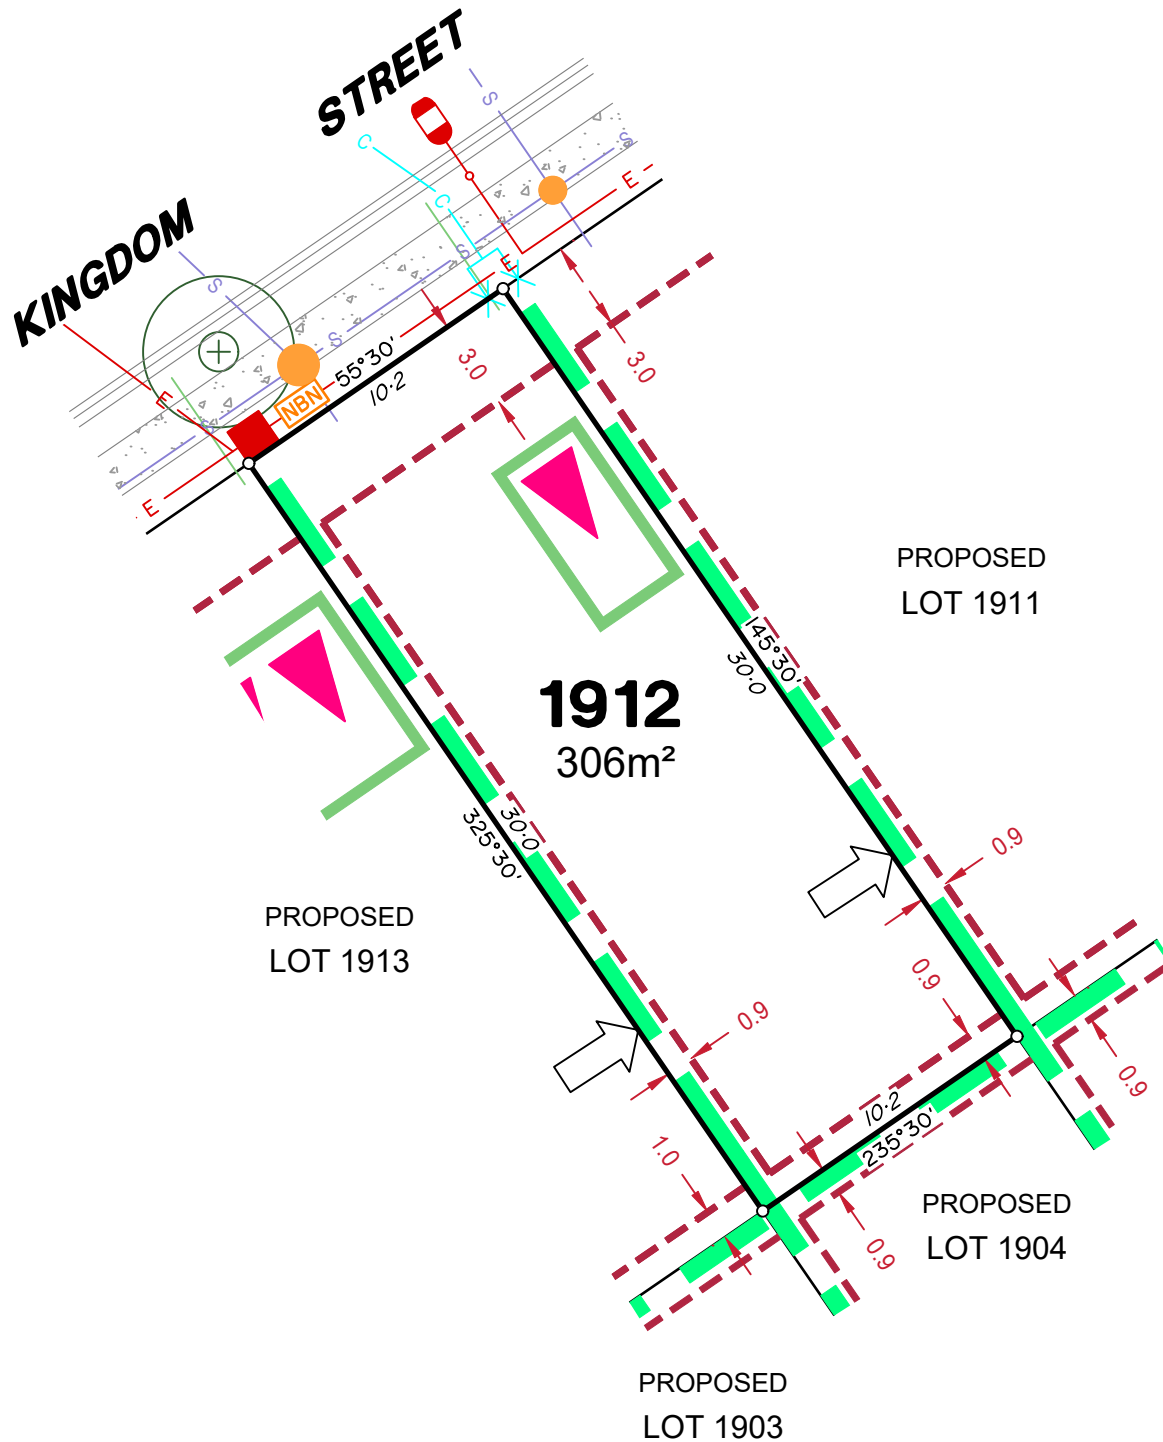 KINGDOM STREET
S
S
C
S
C
E
S
E
S
S
E
S
E
NBN
55°30'
10·2
3.0
3.0
PROPOSED
LOT 1911
145°30'
30·0
1912
306m²
30·0
325°30'
PROPOSED
LOT 1913
0.9
0.9
0.9
0.9
1.0
10·2
235°30'
0.9
PROPOSED
LOT 1904
PROPOSED
LOT 1903